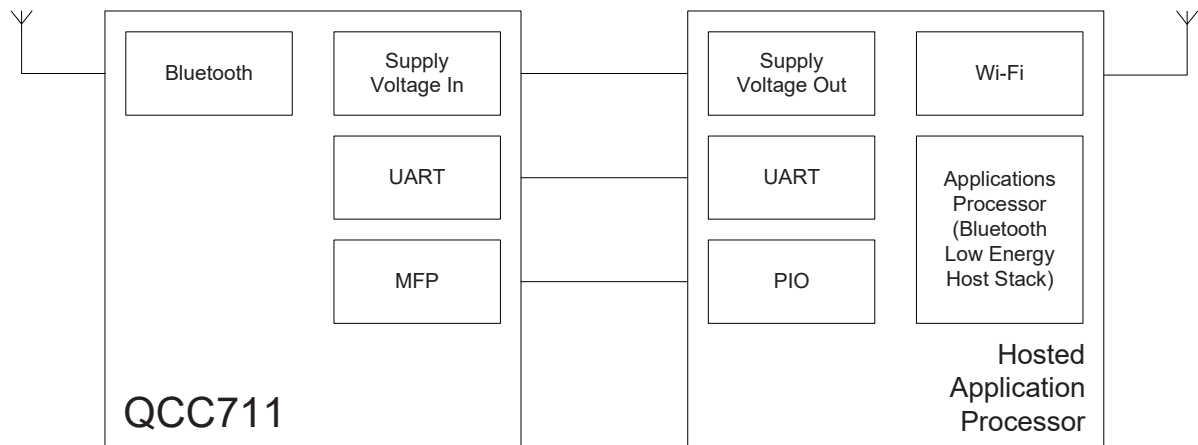 Bluetooth
Supply
Voltage In
UART
MFP
QCC711
Supply
Voltage Out
UART
PIO
Wi-Fi
Applications
Processor
(Bluetooth
Low Energy
Host Stack)
Hosted
Application
Processor